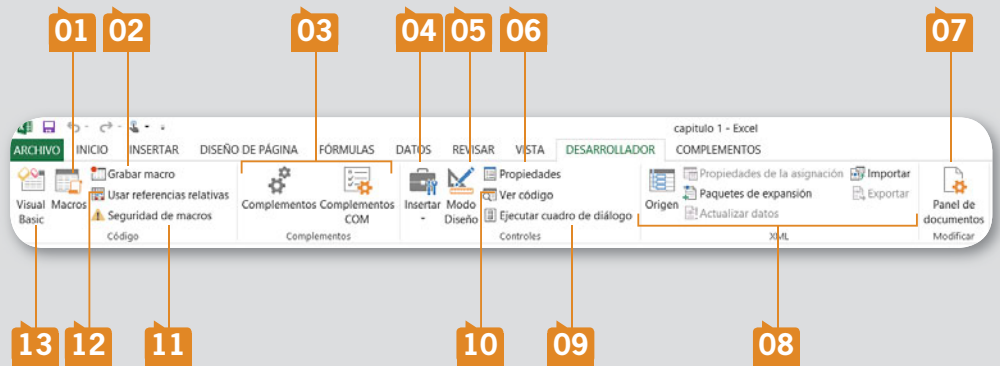 01 02 03 04 05 06 07
capitulo 1 - Excel
ARCHIVO INICIO INSERTAR DISEÑO DE PÁGINA FÓRMULAS DATOS REVISAR VISTA DESARROLLADOR COMPLEMENTOS
Visual Basic
Macros
Grabar macro
Usar referencias relativas
Seguridad de macros
Código
Complementos
Complementos COM
Complementos
Insertar
Modo Diseño
Propiedades
Ver código
Ejecutar cuadro de diálogo
Controles
Origen
Propiedades de la asignación
Paquetes de expansión
Actualizar datos
Importar
Exportar
XML
Panel de documentos
Modificar
13 12 11 10 09 08